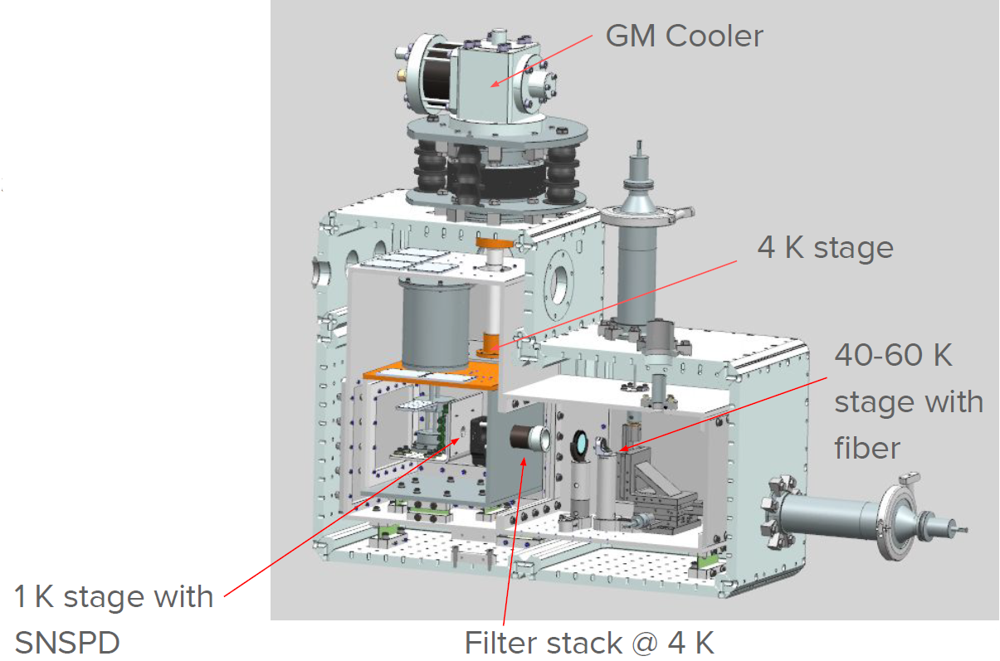 GM Cooler
4 K stage
40-60 K
stage with
fiber
1 K stage with
SNSPD
Filter stack @ 4 K